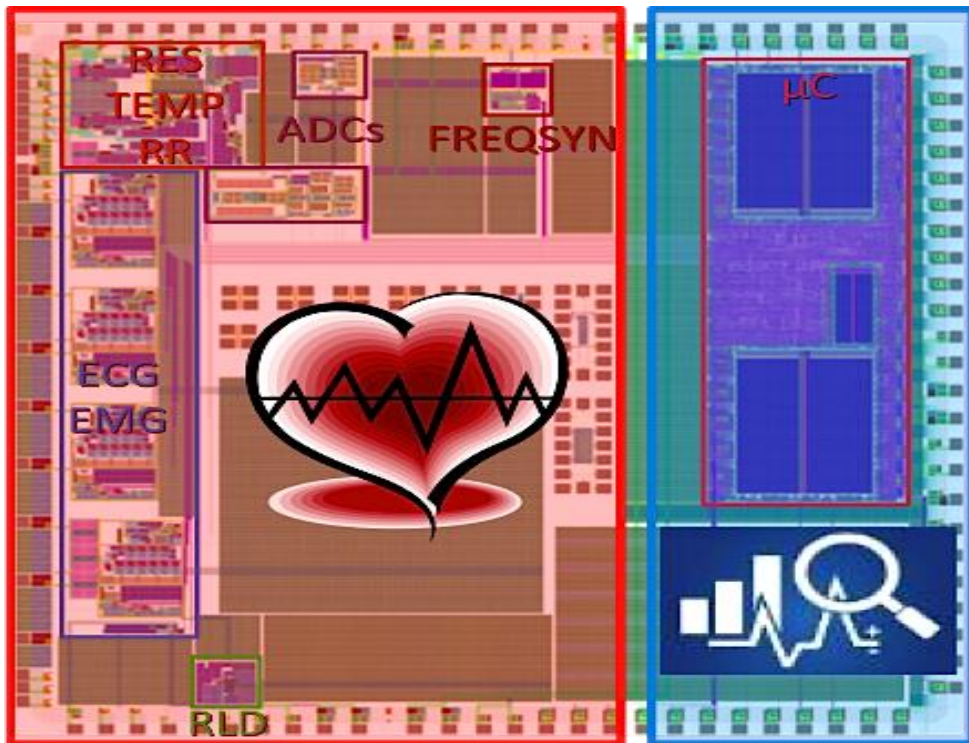 RES
TEMP
RR
ADCs
FREQSYN
µC
ECG
EMG
RLD